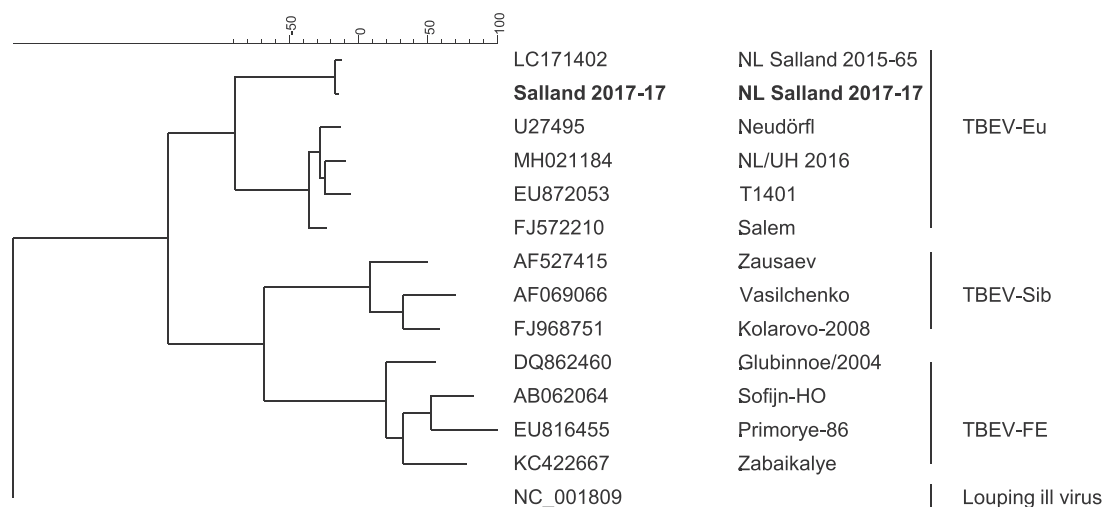 -50 0 50 100
LC171402 NL Salland 2015-65
Salland 2017-17 NL Salland 2017-17
U27495 Neudörfl TBEV-Eu
MH021184 NL/UH 2016
EU872053 T1401
FJ572210 Salem
AF527415 Zausaev
AF069066 Vasilchenko TBEV-Sib
FJ968751 Kolarovo-2008
DQ862460 Glubinnoe/2004
AB062064 Sofijn-HO
EU816455 Primorye-86 TBEV-FE
KC422667 Zabaikalye
NC_001809 Louping ill virus